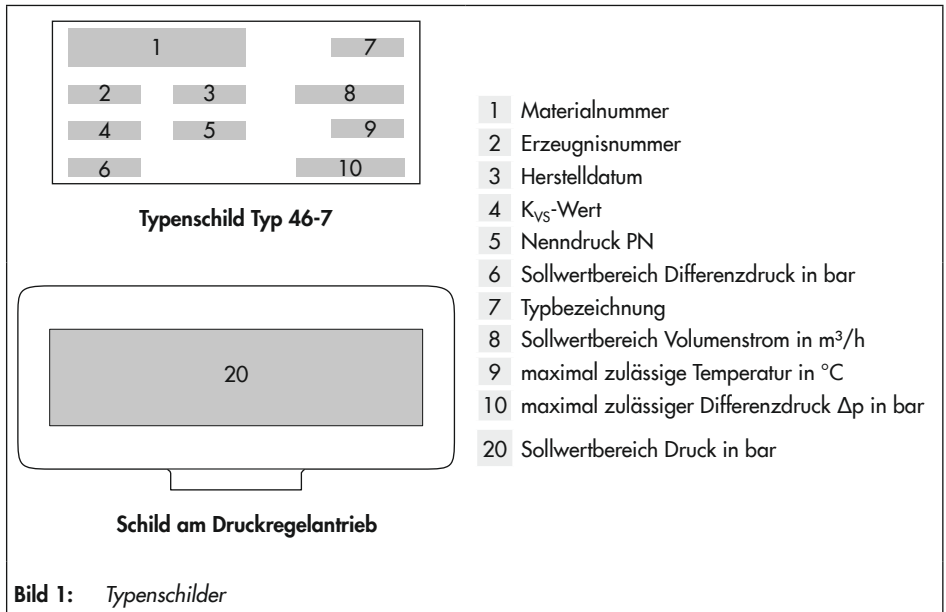 1 7
2 3 8
4 5 9
6 10
Typenschild Typ 46-7
20
Schild am Druckregelantrieb
1 Materialnummer
2 Erzeugnisnummer
3 Herstelldatum
4 KVS-Wert
5 Nenndruck PN
6 Sollwertbereich Differenzdruck in bar
7 Typbezeichnung
8 Sollwertbereich Volumenstrom in m³/h
9 maximal zulässige Temperatur in °C
10 maximal zulässiger Differenzdruck Δp in bar
20 Sollwertbereich Druck in bar
Bild 1: Typenschilder